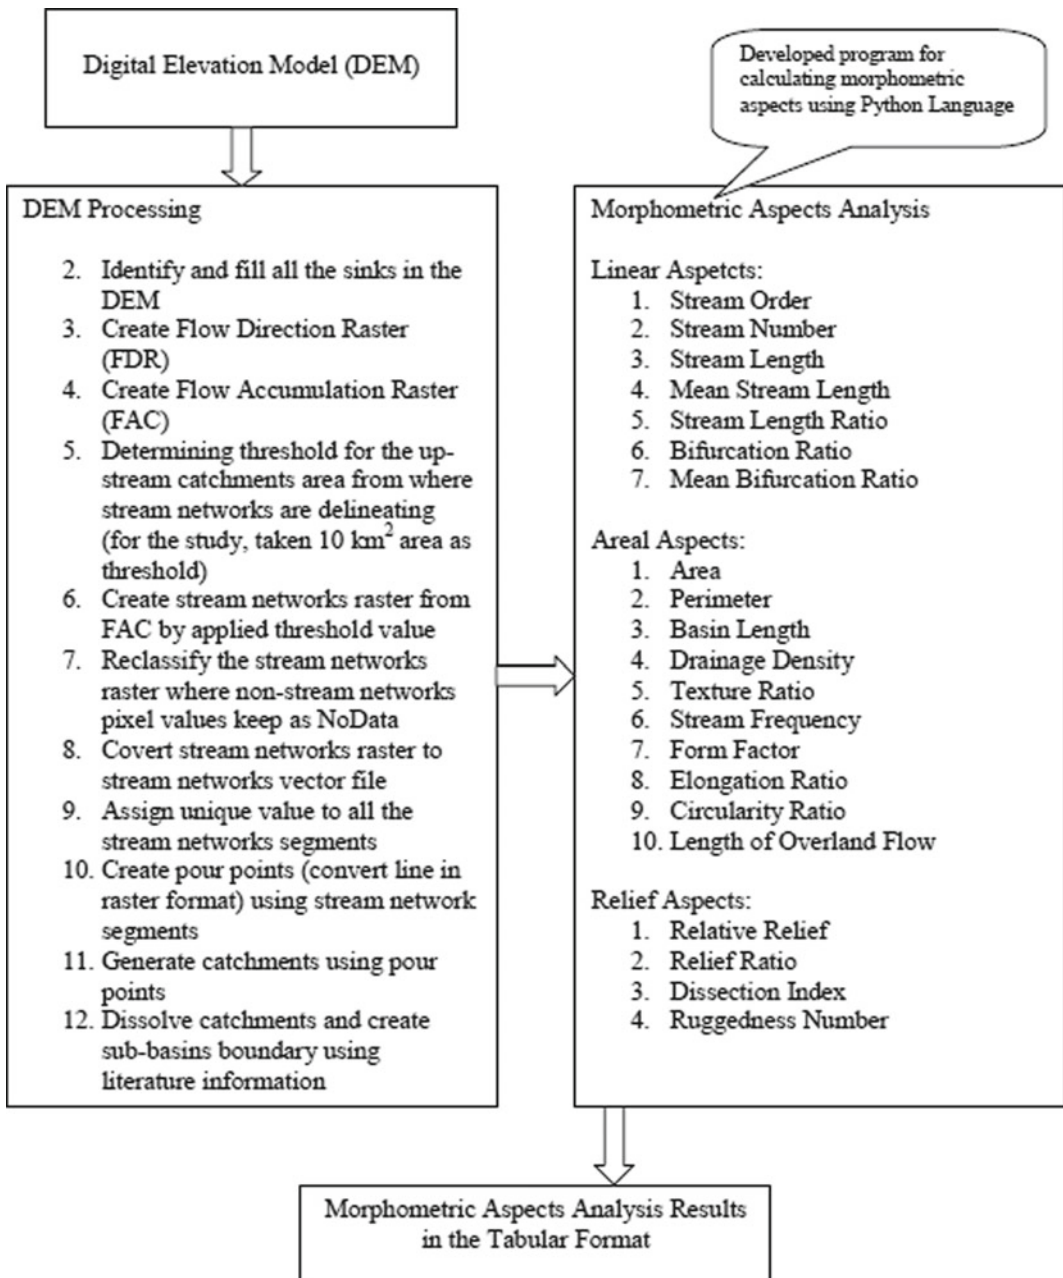 Digital Elevation Model (DEM)
Developed program for
calculating morphometric
aspects using Python Language
DEM Processing
2. Identify and fill all the sinks in the
DEM
3. Create Flow Direction Raster
(FDR)
4. Create Flow Accumulation Raster
(FAC)
5. Determining threshold for the up-
stream catchments area from where
stream networks are delineating
(for the study, taken 10 km² area as
threshold)
6. Create stream networks raster from
FAC by applied threshold value
7. Reclassify the stream networks
raster where non-stream networks
pixel values keep as NoData
8. Covert stream networks raster to
stream networks vector file
9. Assign unique value to all the
stream networks segments
10. Create pour points (convert line in
raster format) using stream network
segments
11. Generate catchments using pour
points
12. Dissolve catchments and create
sub-basins boundary using
literature information
Morphometric Aspects Analysis
Linear Aspetcts:
1. Stream Order
2. Stream Number
3. Stream Length
4. Mean Stream Length
5. Stream Length Ratio
6. Bifurcation Ratio
7. Mean Bifurcation Ratio
Areal Aspects:
1. Area
2. Perimeter
3. Basin Length
4. Drainage Density
5. Texture Ratio
6. Stream Frequency
7. Form Factor
8. Elongation Ratio
9. Circularity Ratio
10. Length of Overland Flow
Relief Aspects:
1. Relative Relief
2. Relief Ratio
3. Dissection Index
4. Ruggedness Number
Morphometric Aspects Analysis Results
in the Tabular Format